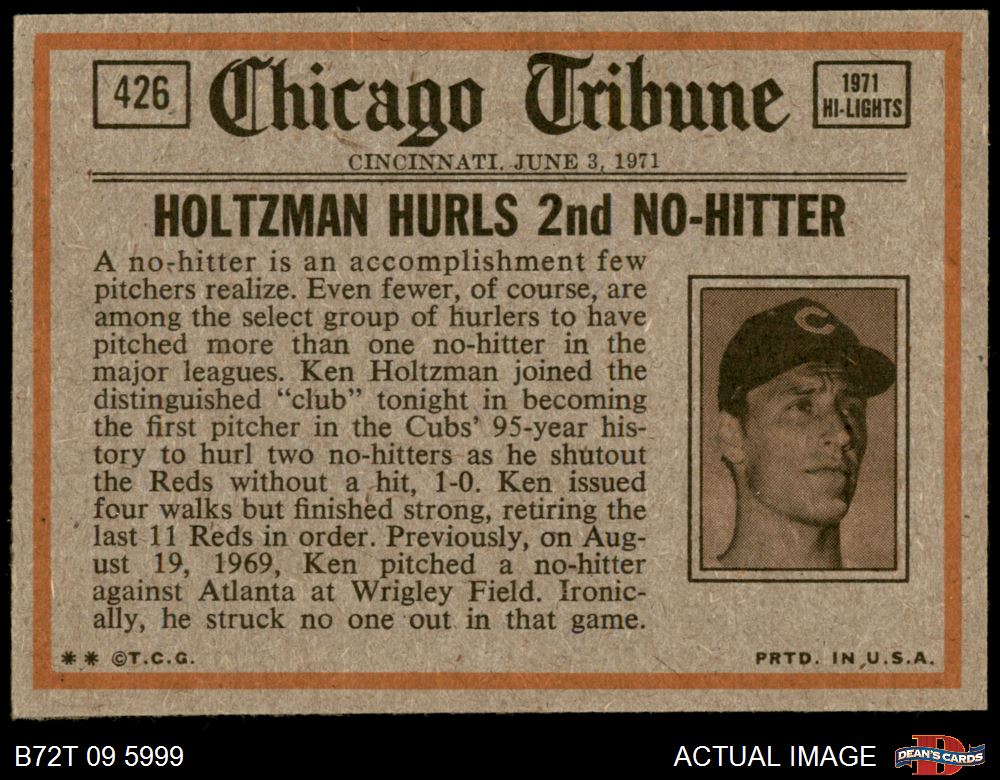 426
Chicago Tribune
1971
HI-LIGHTS
CINCINNATI, JUNE 3, 1971
HOLTZMAN HURLS 2nd NO-HITTER
A no-hitter is an accomplishment few
pitchers realize. Even fewer, of course, are
among the select group of hurlers to have
pitched more than one no-hitter in the
major leagues. Ken Holtzman joined the
distinguished “club” tonight in becoming
the first pitcher in the Cubs’ 95-year his-
tory to hurl two no-hitters as he shutout
the Reds without a hit, 1-0. Ken issued
four walks but finished strong, retiring the
last 11 Reds in order. Previously, on Aug-
ust 19, 1969, Ken pitched a no-hitter
against Atlanta at Wrigley Field. Ironic-
ally, he struck no one out in that game.
C
** ©T.C.G.
PRTD. IN U.S.A.
B72T 09 5999
ACTUAL IMAGE
D
DEAN'S CARDS